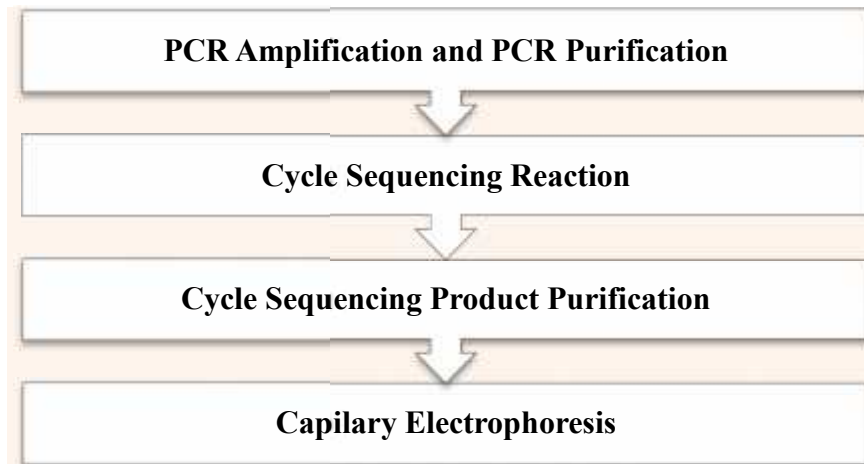 PCR Amplification and PCR Purification
Cycle Sequencing Reaction
Cycle Sequencing Product Purification
Capilary Electrophoresis